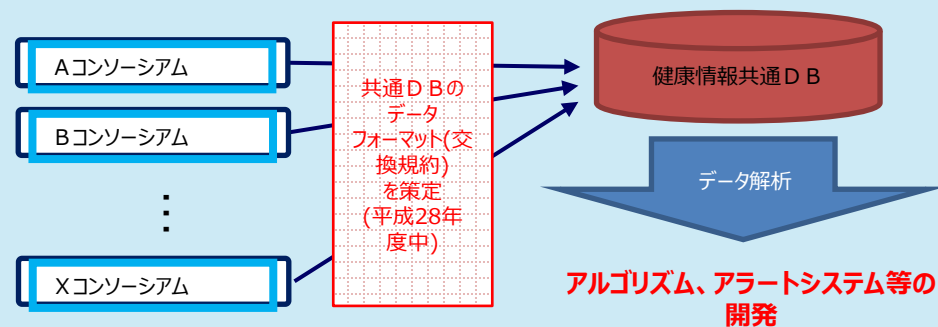 Aコンソーシアム
Bコンソーシアム
⋮
Xコンソーシアム
共通DBの
データ
フォーマット(交
換規約)
を策定
(平成28年
度中)
健康情報共通DB
データ解析
アルゴリズム、アラートシステム等の
開発